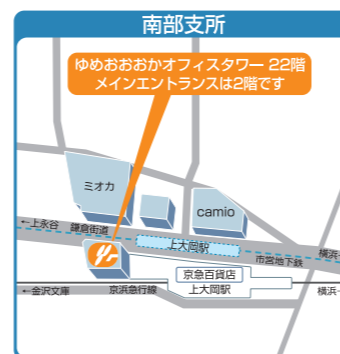 南部支所
ゆめおおおかオフィスタワー 22階
メインエントランスは2階です
ミオカ
camio
←上永谷
鎌倉街道
上大岡駅
市営地下鉄
横浜→
京急百貨店
上大岡駅
←金沢文庫
京浜急行線
横浜